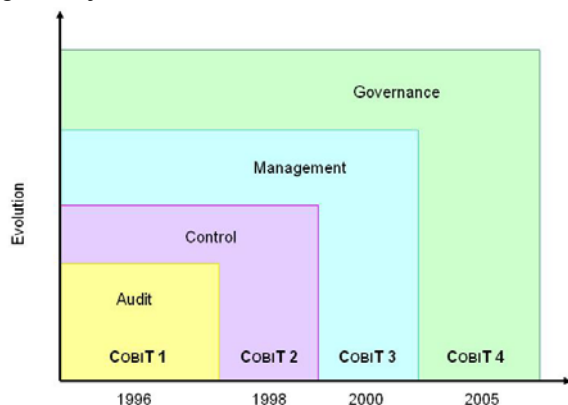 Governance
Management
Control
Audit
Evolution
COBIT 1 COBIT 2 COBIT 3 COBIT 4
1996 1998 2000 2005